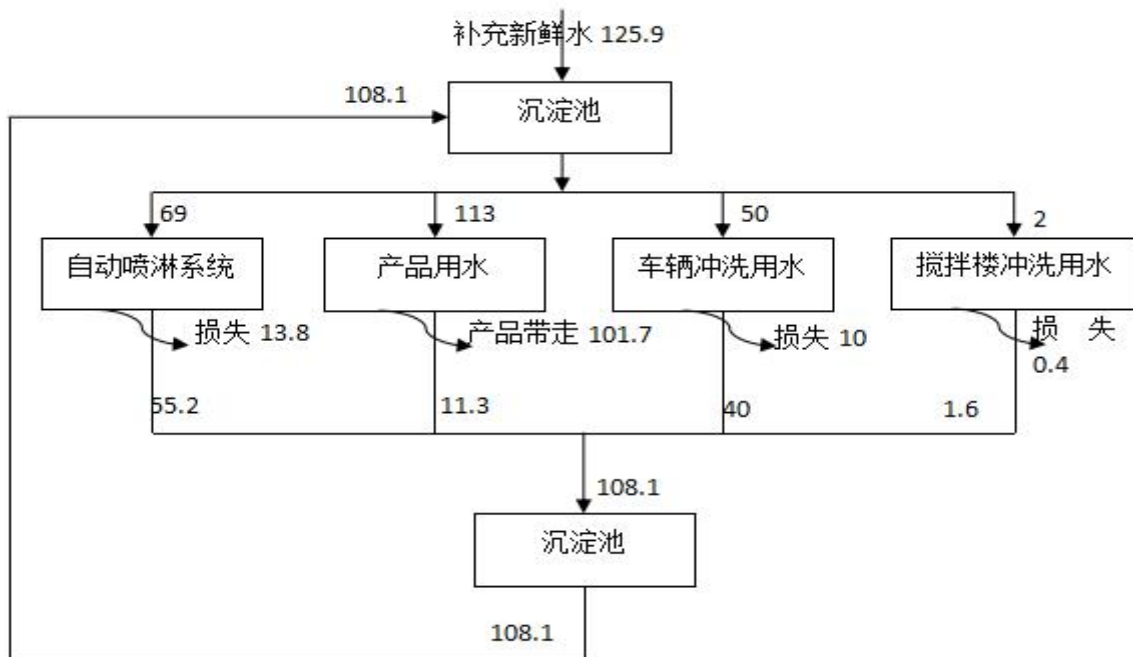 补充新鲜水 125.9
108.1
沉淀池
69
113
50
2
自动喷淋系统
产品用水
车辆冲洗用水
搅拌楼冲洗用水
损失 13.8
产品带走 101.7
损失 10
损 失
0.4
55.2
11.3
40
1.6
108.1
沉淀池
108.1